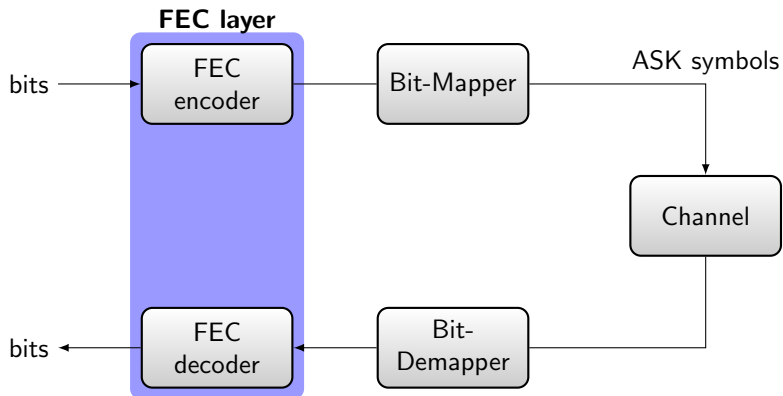 FEC layer
bits
FEC
encoder
Bit-Mapper
ASK symbols
Channel
bits
FEC
decoder
Bit-
Demapper